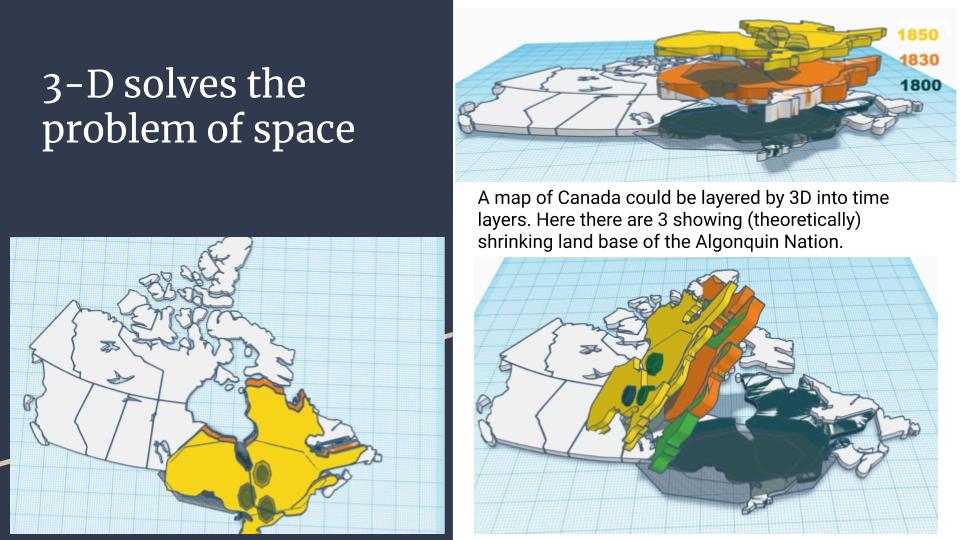 3-D solves the
problem of space
1850
1830
1800
A map of Canada could be layered by 3D into time
layers. Here there are 3 showing (theoretically)
shrinking land base of the Algonquin Nation.